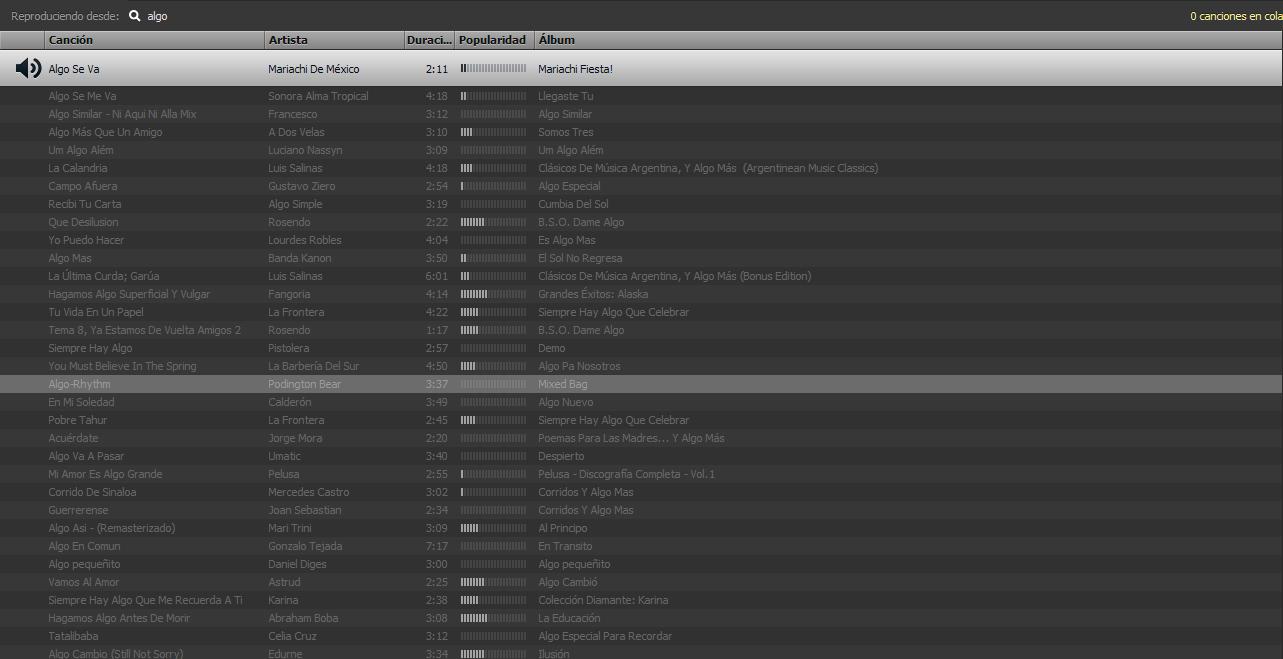 Reproduciendo desde: algo 0 canciones en cola
Canción Artista Duraci... Popularidad Álbum
Algo Se Va Mariachi De México 2:11 Mariachi Fiesta!
Algo Se Me Va Sonora Alma Tropical 4:18 Llegaste Tu
Algo Similar - Ni Aqui Ni Alla Mix Francesco 3:12 Algo Similar
Algo Más Que Un Amigo A Dos Velas 3:10 Somos Tres
Um Algo Além Luciano Nassyn 3:09 Um Algo Além
La Calandria Luis Salinas 4:18 Clásicos De Música Argentina, Y Algo Más (Argentinean Music Classics)
Campo Afuera Gustavo Ziero 2:54 Algo Especial
Recibi Tu Carta Algo Simple 3:19 Cumbia Del Sol
Que Desilusion Rosendo 2:22 B.S.O. Dame Algo
Yo Puedo Hacer Lourdes Robles 4:04 Es Algo Mas
Algo Mas Banda Kanon 3:50 El Sol No Regresa
La Última Curda; Garúa Luis Salinas 6:01 Clásicos De Música Argentina, Y Algo Más (Bonus Edition)
Hagamos Algo Superficial Y Vulgar Fangoria 4:14 Grandes Éxitos: Alaska
Tu Vida En Un Papel La Frontera 4:22 Siempre Hay Algo Que Celebrar
Tema 8, Ya Estamos De Vuelta Amigos 2 Rosendo 1:17 B.S.O. Dame Algo
Siempre Hay Algo Pistolera 2:57 Demo
You Must Believe In The Spring La Barbería Del Sur 4:50 Algo Pa Nosotros
Algo-Rhythm Podington Bear 3:37 Mixed Bag
En Mi Soledad Calderón 3:49 Algo Nuevo
Pobre Tahur La Frontera 2:45 Siempre Hay Algo Que Celebrar
Acuérdate Jorge Mora 2:20 Poemas Para Las Madres... Y Algo Más
Algo Va A Pasar Umatic 3:40 Despierto
Mi Amor Es Algo Grande Pelusa 2:55 Pelusa - Discografía Completa - Vol.1
Corrido De Sinaloa Mercedes Castro 3:02 Corridos Y Algo Mas
Guerrerense Joan Sebastian 2:34 Corridos Y Algo Mas
Algo Asi - (Remasterizado) Mari Trini 3:09 Al Principo
Algo En Comun Gonzalo Tejada 7:17 En Transito
Algo pequeñito Daniel Diges 3:00 Algo pequeñito
Vamos Al Amor Astrud 2:25 Algo Cambió
Siempre Hay Algo Que Me Recuerda A Ti Karina 2:38 Colección Diamante: Karina
Hagamos Algo Antes De Morir Abraham Boba 3:08 La Educación
Tatalibaba Celia Cruz 3:12 Algo Especial Para Recordar
Algo Cambio (Still Not Sorry) Edurne 3:34 Ilusión